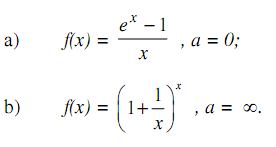 a) f(x) = (e^x − 1)/x , a = 0;
b) f(x) = (1+1/x)^x , a = ∞.